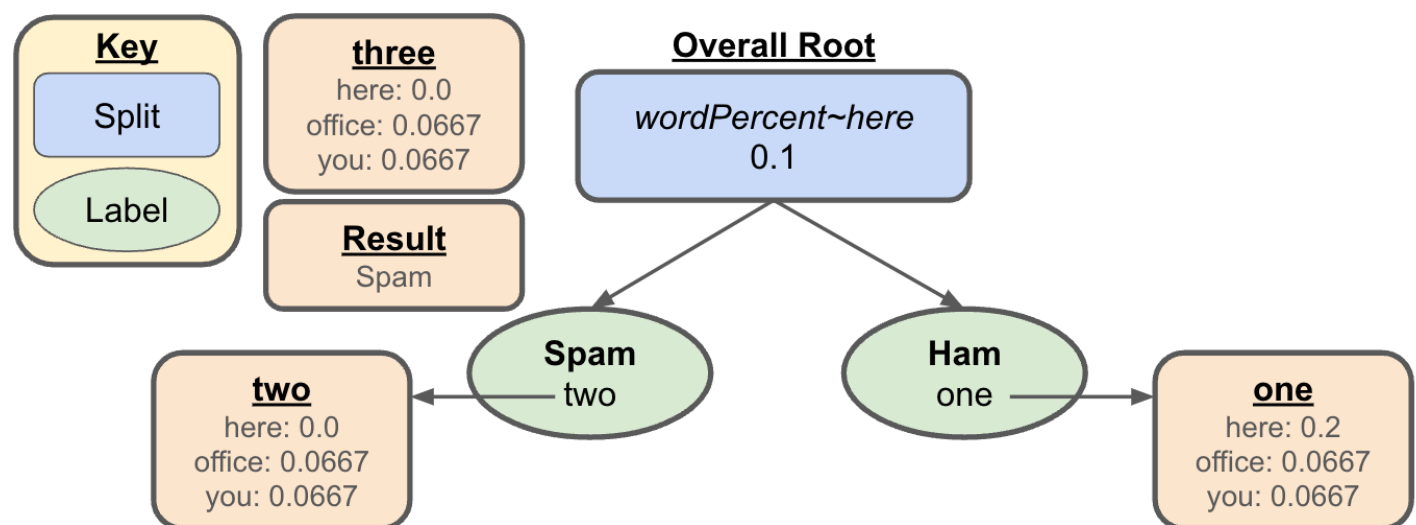 Key
Split
Label
three
here: 0.0
office: 0.0667
you: 0.0667
Result
Spam
Overall Root
wordPercent~here
0.1
Spam
two
Ham
one
two
here: 0.0
office: 0.0667
you: 0.0667
one
here: 0.2
office: 0.0667
you: 0.0667